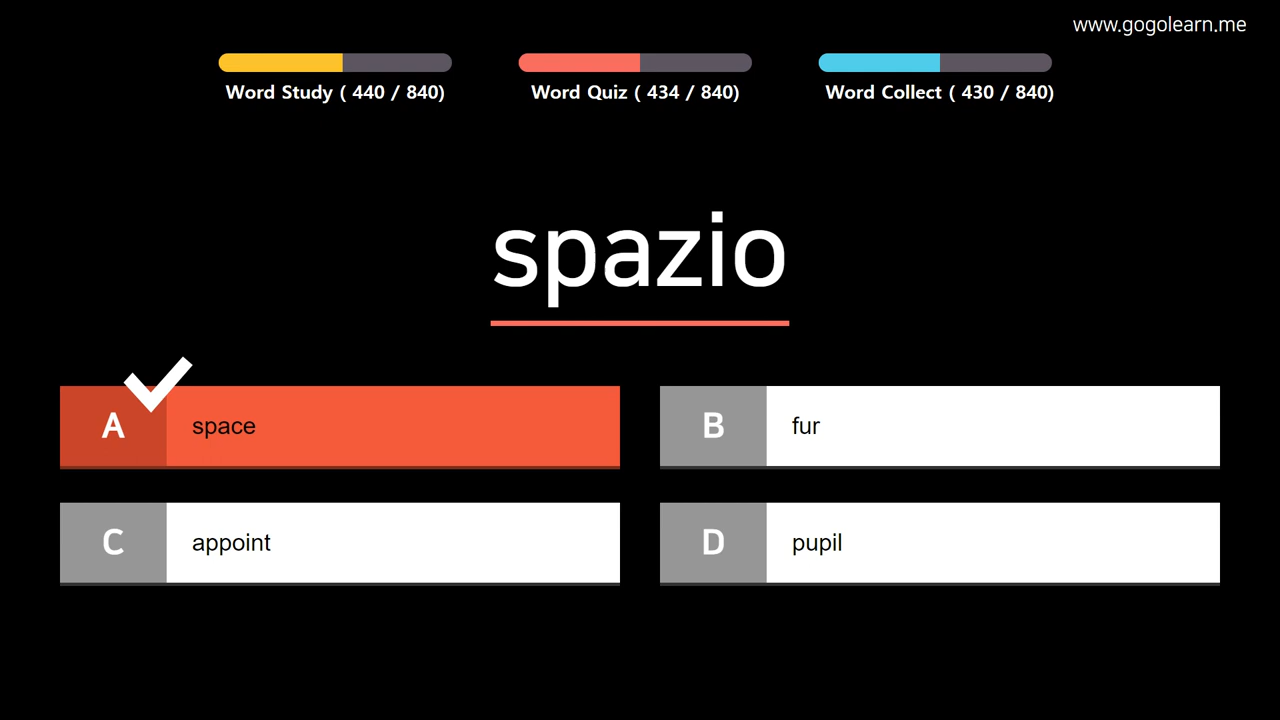 www.gogolearn.me
Word Study ( 440 / 840)
Word Quiz ( 434 / 840)
Word Collect ( 430 / 840)
spazio
A space
B fur
C appoint
D pupil